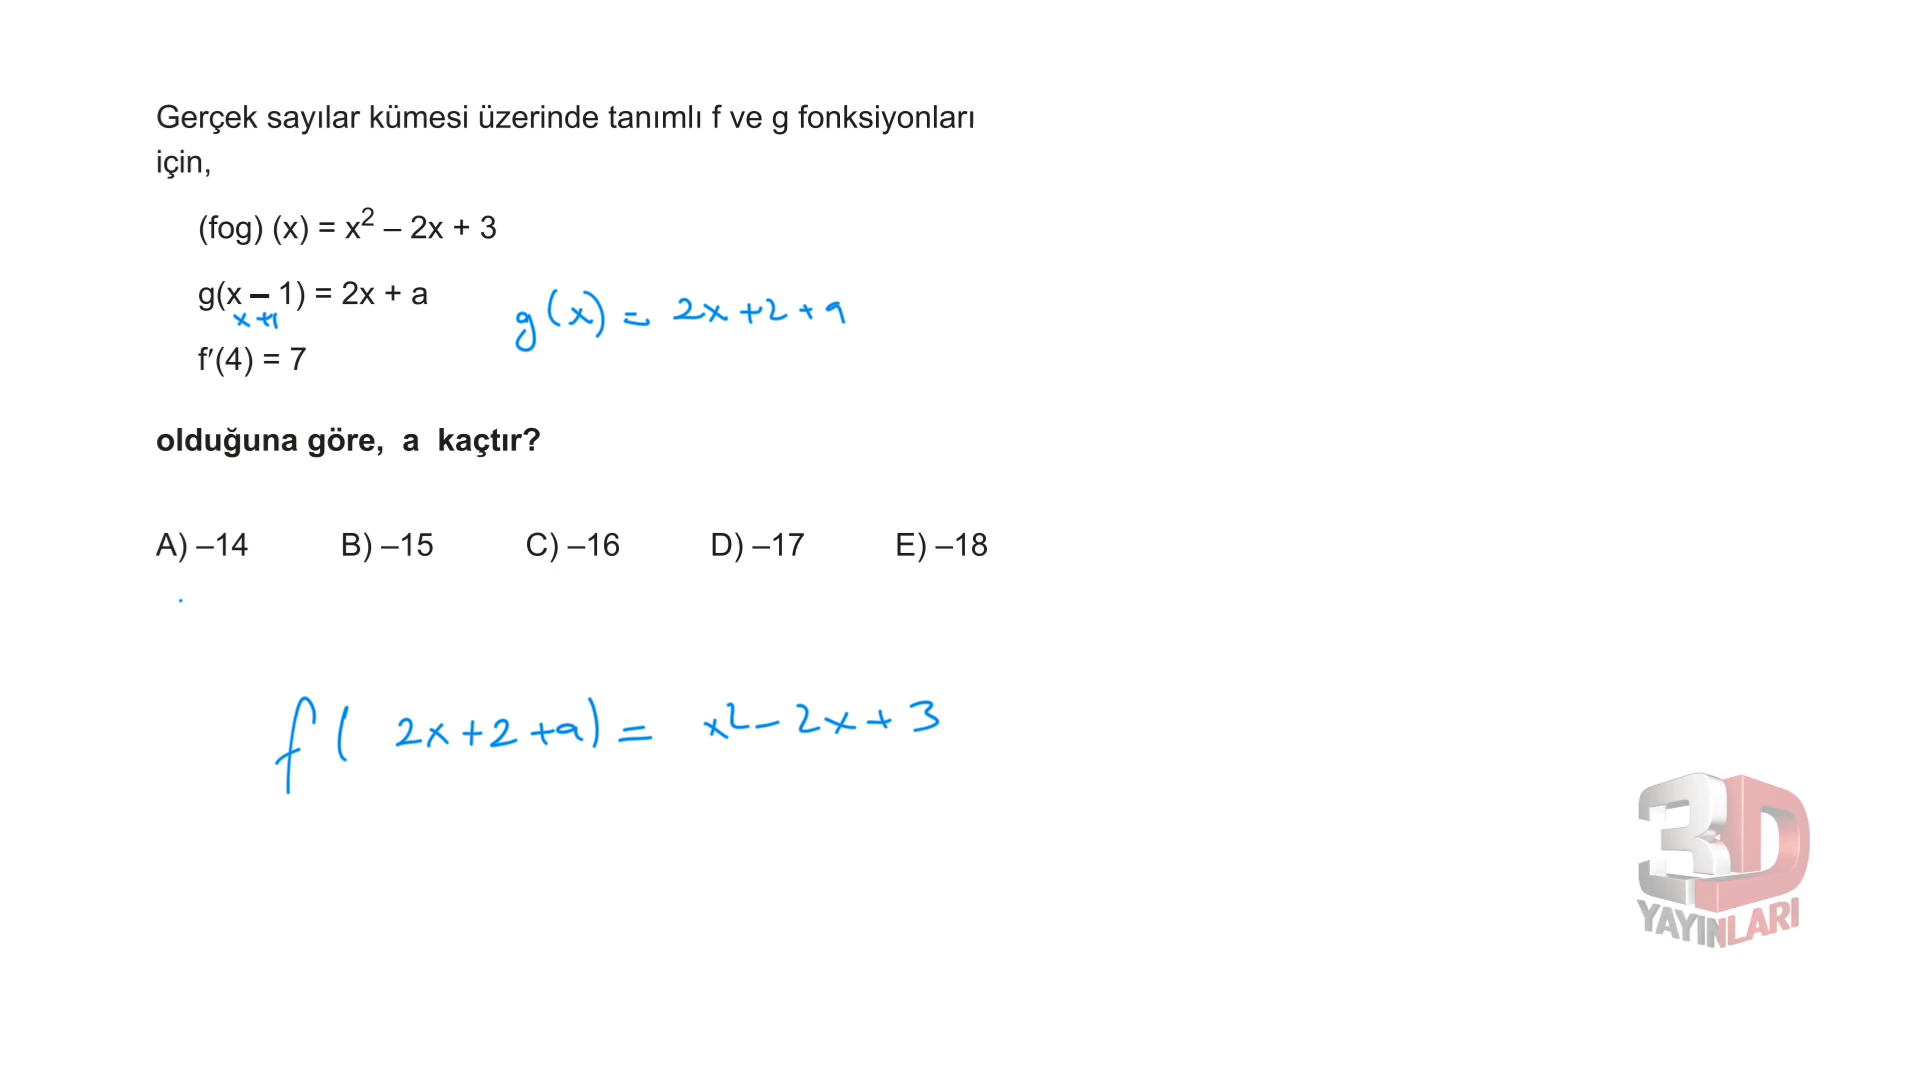 Gerçek sayılar kümesi üzerinde tanımlı f ve g fonksiyonları
için,
(fog) (x) = x² – 2x + 3
g(x – 1) = 2x + a
x+1
g(x) = 2x+2+a
f′(4) = 7
olduğuna göre, a kaçtır?
A) –14 B) –15 C) –16 D) –17 E) –18
f( 2x+2+a) = x²-2x+3
3D
YAYINLARI